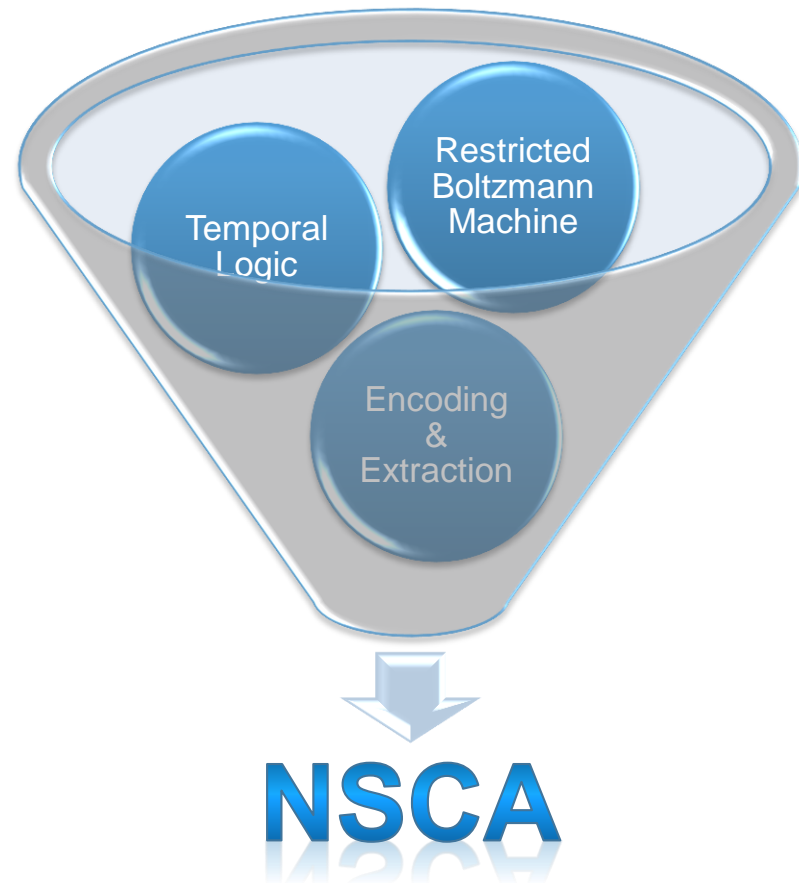 Restricted
Boltzmann
Machine
Temporal
Logic
Encoding
&
Extraction
NSCA